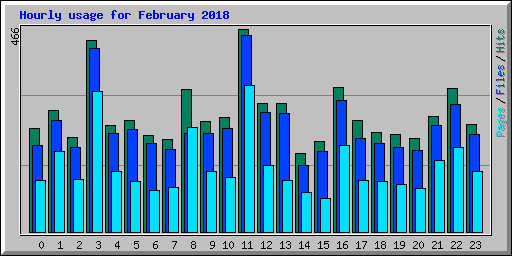 Hourly usage for February 2018
466
Pages / Files / Hits
0 1 2 3 4 5 6 7 8 9 10 11 12 13 14 15 16 17 18 19 20 21 22 23